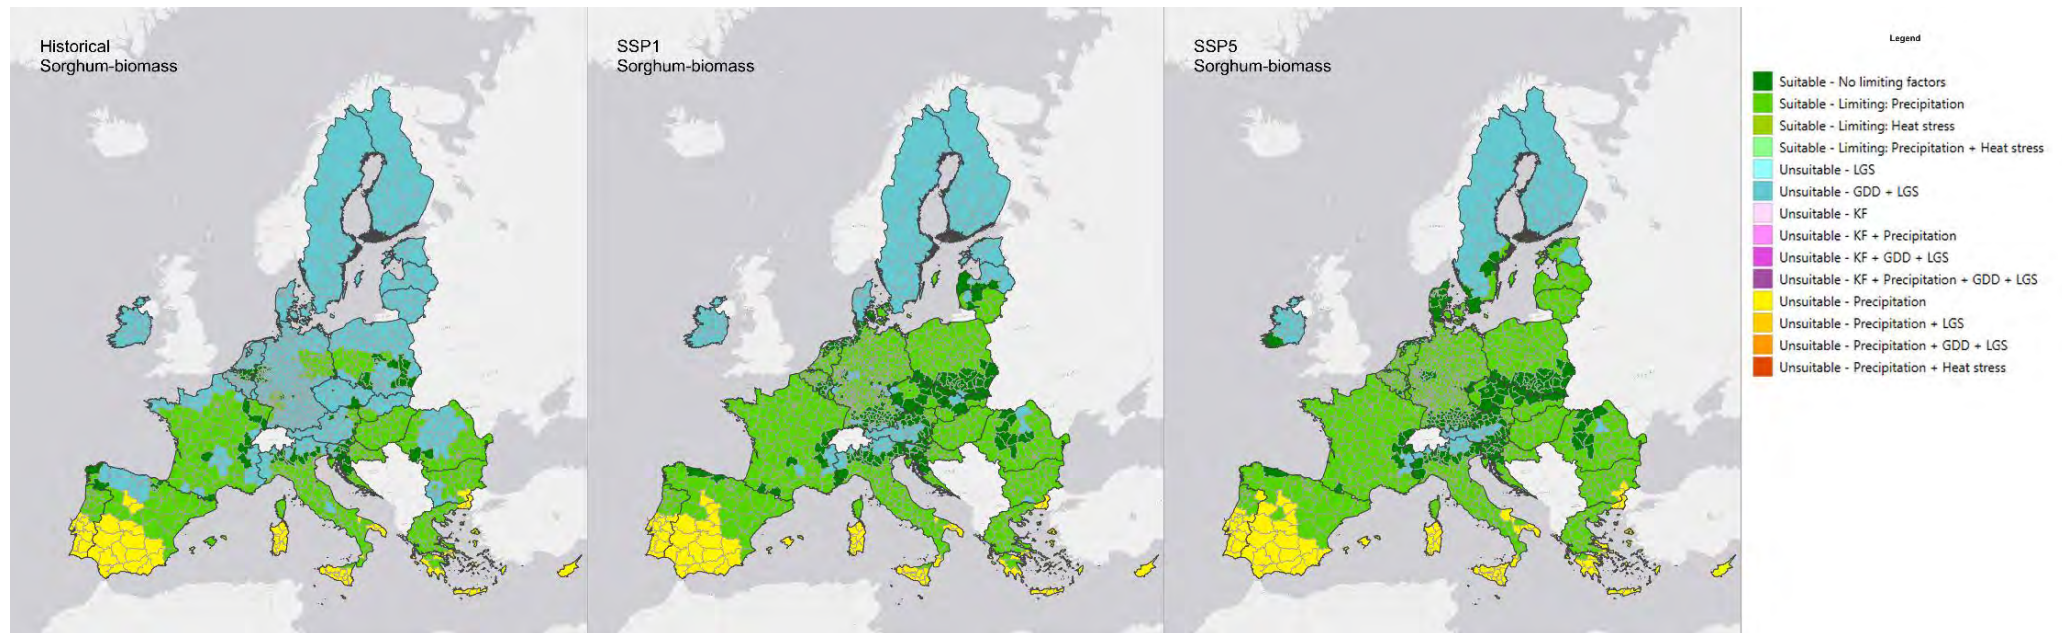 Historical
Sorghum-biomass
SSP1
Sorghum-biomass
SSP5
Sorghum-biomass
Legend
Suitable - No limiting factors
Suitable - Limiting: Precipitation
Suitable - Limiting: Heat stress
Suitable - Limiting: Precipitation + Heat stress
Unsuitable - LGS
Unsuitable - GDD + LGS
Unsuitable - KF
Unsuitable - KF + Precipitation
Unsuitable - KF + GDD + LGS
Unsuitable - KF + Precipitation + GDD + LGS
Unsuitable - Precipitation
Unsuitable - Precipitation + LGS
Unsuitable - Precipitation + GDD + LGS
Unsuitable - Precipitation + Heat stress